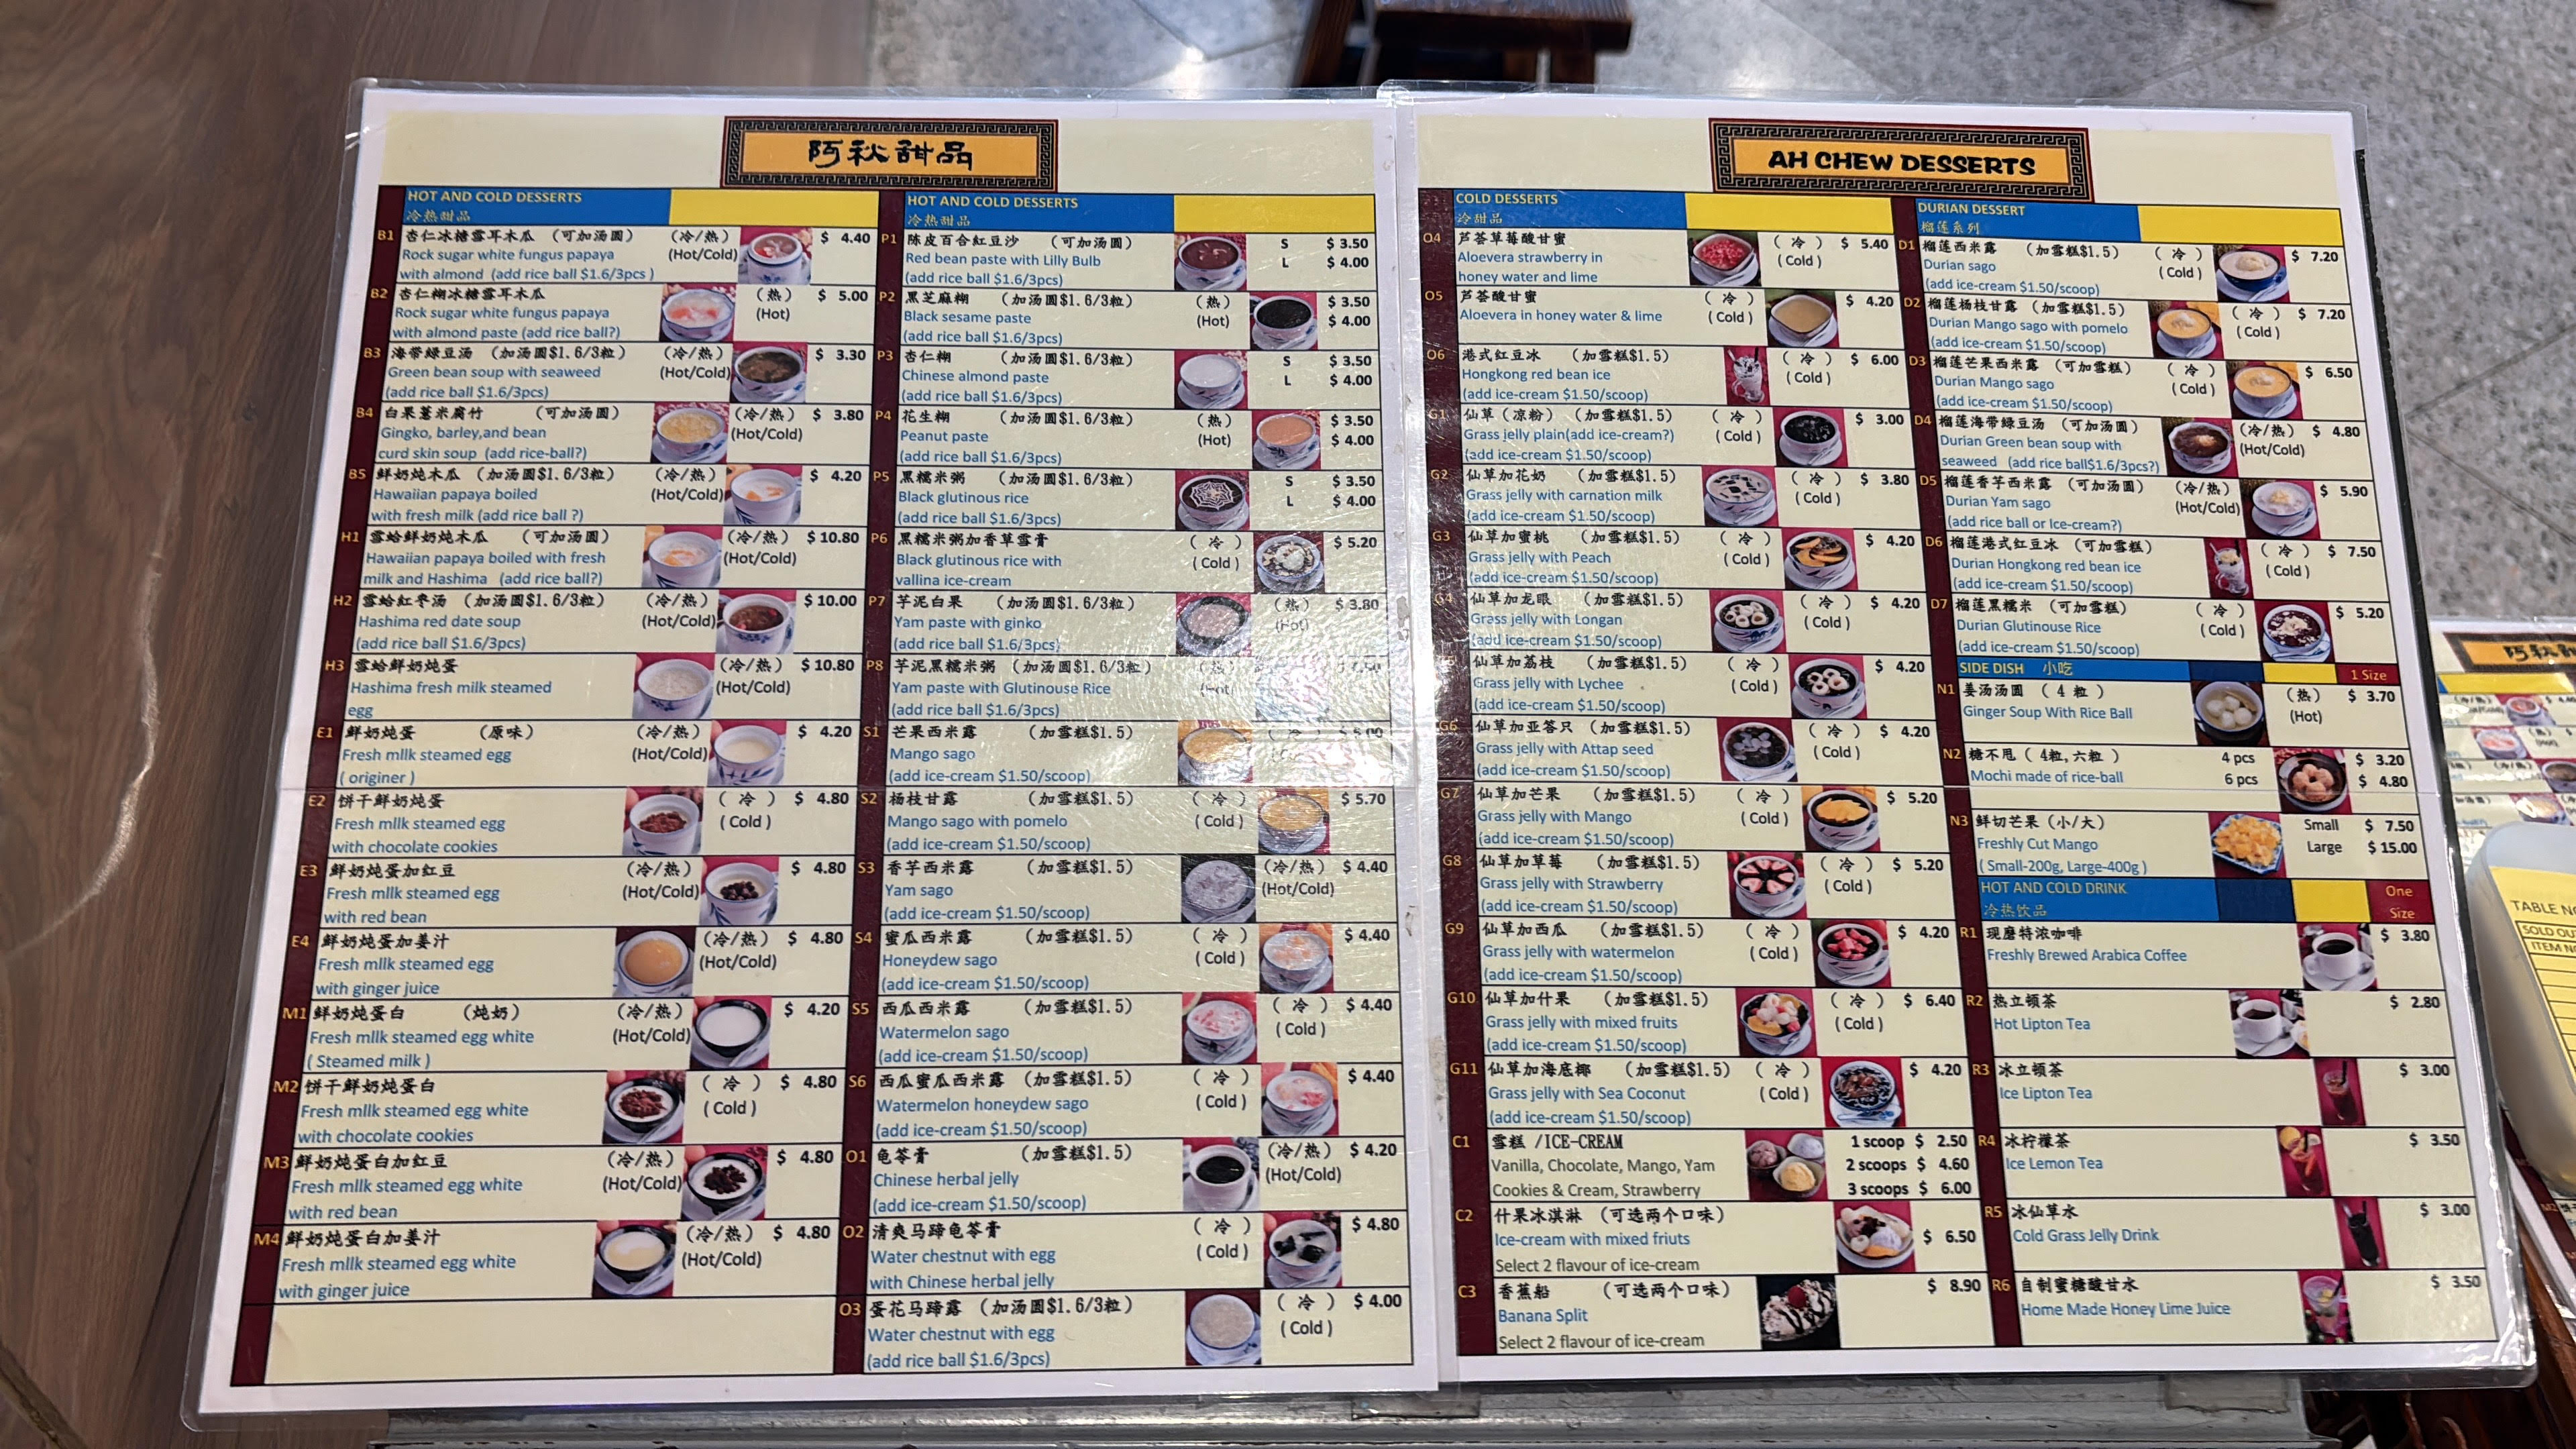 阿秋甜品
HOT AND COLD DESSERTS
冷热甜品
B1 杏仁冰糖雪耳木瓜 (可加汤圆) (冷/热) $ 4.40
Rock sugar white fungus papaya (Hot/Cold)
with almond (add rice ball $1.6/3pcs )
B2 杏仁糊冰糖雪耳木瓜 (热) $ 5.00
Rock sugar white fungus papaya (Hot)
with almond paste (add rice ball?)
B3 海带绿豆汤 (加汤圆$1.6/3粒) (冷/热) $ 3.30
Green bean soup with seaweed (Hot/Cold)
(add rice ball $1.6/3pcs)
B4 白果薏米腐竹 (可加汤圆) (冷/热) $ 3.80
Gingko, barley,and bean (Hot/Cold)
curd skin soup (add rice-ball?)
B5 鲜奶炖木瓜 (加汤圆$1.6/3粒) (冷/热) $ 4.20
Hawaiian papaya boiled (Hot/Cold)
with fresh milk (add rice ball ?)
H1 雪蛤鲜奶炖木瓜 (可加汤圆) (冷/热) $ 10.80
Hawaiian papaya boiled with fresh (Hot/Cold)
milk and Hashima (add rice ball?)
H2 雪蛤红枣汤 (加汤圆$1.6/3粒) (冷/热) $ 10.00
Hashima red date soup (Hot/Cold)
(add rice ball $1.6/3pcs)
H3 雪蛤鲜奶炖蛋 (冷/热) $ 10.80
Hashima fresh milk steamed (Hot/Cold)
egg
E1 鲜奶炖蛋 (原味) (冷/热) $ 4.20
Fresh mllk steamed egg (Hot/Cold)
( originer )
E2 饼干鲜奶炖蛋 ( 冷 ) $ 4.80
Fresh mllk steamed egg ( Cold )
with chocolate cookies
E3 鲜奶炖蛋加红豆 (冷/热) $ 4.80
Fresh mllk steamed egg (Hot/Cold)
with red bean
E4 鲜奶炖蛋加姜汁 (冷/热) $ 4.80
Fresh mllk steamed egg (Hot/Cold)
with ginger juice
M1 鲜奶炖蛋白 (炖奶) (冷/热) $ 4.20
Fresh mllk steamed egg white (Hot/Cold)
( Steamed milk )
M2 饼干鲜奶炖蛋白 ( 冷 ) $ 4.80
Fresh mllk steamed egg white ( Cold )
with chocolate cookies
M3 鲜奶炖蛋白加红豆 (冷/热) $ 4.80
Fresh mllk steamed egg white (Hot/Cold)
with red bean
M4 鲜奶炖蛋白加姜汁 (冷/热) $ 4.80
Fresh mllk steamed egg white (Hot/Cold)
with ginger juice
HOT AND COLD DESSERTS
冷热甜品
P1 陈皮百合紅豆沙 (可加汤圆) S $ 3.50
Red bean paste with Lilly Bulb L $ 4.00
(add rice ball $1.6/3pcs)
P2 黑芝麻糊 (加汤圆$1.6/3粒) (热) $ 3.50
Black sesame paste (Hot) $ 4.00
(add rice ball $1.6/3pcs)
P3 杏仁糊 (加汤圆$1.6/3粒) S $ 3.50
Chinese almond paste L $ 4.00
(add rice ball $1.6/3pcs)
P4 花生糊 (加汤圆$1.6/3粒) (热) $ 3.50
Peanut paste (Hot) $ 4.00
(add rice ball $1.6/3pcs)
P5 黑糯米粥 (加汤圆$1.6/3粒) S $ 3.50
Black glutinous rice L $ 4.00
(add rice ball $1.6/3pcs)
P6 黑糯米粥加香草雪膏 ( 冷 ) $ 5.20
Black glutinous rice with ( Cold )
vallina ice-cream
P7 芋泥白果 (加汤圆$1.6/3粒) (热) $ 3.80
Yam paste with ginko (Hot)
(add rice ball $1.6/3pcs)
P8 芋泥黑糯米粥 (加汤圆$1.6/3粒) (热)
Yam paste with Glutinouse Rice (Hot)
(add rice ball $1.6/3pcs)
S1 芒果西米露 (加雪糕$1.5) ( 冷 )
Mango sago
(add ice-cream $1.50/scoop)
S2 杨枝甘露 (加雪糕$1.5) ( 冷 ) $ 5.70
Mango sago with pomelo ( Cold )
(add ice-cream $1.50/scoop)
S3 香芋西米露 (加雪糕$1.5) (冷/热) $ 4.40
Yam sago (Hot/Cold)
(add ice-cream $1.50/scoop)
S4 蜜瓜西米露 (加雪糕$1.5) ( 冷 ) $ 4.40
Honeydew sago ( Cold )
(add ice-cream $1.50/scoop)
S5 西瓜西米露 (加雪糕$1.5) ( 冷 ) $ 4.40
Watermelon sago ( Cold )
(add ice-cream $1.50/scoop)
S6 西瓜蜜瓜西米露 (加雪糕$1.5) ( 冷 ) $ 4.40
Watermelon honeydew sago ( Cold )
(add ice-cream $1.50/scoop)
O1 龟苓膏 (加雪糕$1.5) (冷/热) $ 4.20
Chinese herbal jelly (Hot/Cold)
(add ice-cream $1.50/scoop)
O2 清爽马蹄龟苓膏 ( 冷 ) $ 4.80
Water chestnut with egg ( Cold )
with Chinese herbal jelly
O3 蛋花马蹄露 (加汤圆$1.6/3粒) ( 冷 ) $ 4.00
Water chestnut with egg ( Cold )
(add rice ball $1.6/3pcs)
AH CHEW DESSERTS
COLD DESSERTS
冷甜品
O4 芦荟草莓酸甘蜜 ( 冷 ) $ 5.40
Aloevera strawberry in ( Cold )
honey water and lime
O5 芦荟酸甘蜜 ( 冷 ) $ 4.20
Aloevera in honey water & lime ( Cold )
O6 港式红豆冰 (加雪糕$1.5) ( 冷 ) $ 6.00
Hongkong red bean ice ( Cold )
(add ice-cream $1.50/scoop)
G1 仙草(凉粉) (加雪糕$1.5) ( 冷 ) $ 3.00
Grass jelly plain(add ice-cream?) ( Cold )
(add ice-cream $1.50/scoop)
G2 仙草加花奶 (加雪糕$1.5) ( 冷 ) $ 3.80
Grass jelly with carnation milk ( Cold )
(add ice-cream $1.50/scoop)
G3 仙草加蜜桃 (加雪糕$1.5) ( 冷 ) $ 4.20
Grass jelly with Peach ( Cold )
(add ice-cream $1.50/scoop)
G4 仙草加龙眼 (加雪糕$1.5) ( 冷 ) $ 4.20
Grass jelly with Longan ( Cold )
(add ice-cream $1.50/scoop)
仙草加荔枝 (加雪糕$1.5) ( 冷 ) $ 4.20
Grass jelly with Lychee ( Cold )
(add ice-cream $1.50/scoop)
G6 仙草加亚答只 (加雪糕$1.5) ( 冷 ) $ 4.20
Grass jelly with Attap seed ( Cold )
(add ice-cream $1.50/scoop)
G7 仙草加芒果 (加雪糕$1.5) ( 冷 ) $ 5.20
Grass jelly with Mango ( Cold )
(add ice-cream $1.50/scoop)
G8 仙草加草莓 (加雪糕$1.5) ( 冷 ) $ 5.20
Grass jelly with Strawberry ( Cold )
(add ice-cream $1.50/scoop)
G9 仙草加西瓜 (加雪糕$1.5) ( 冷 ) $ 4.20
Grass jelly with watermelon ( Cold )
(add ice-cream $1.50/scoop)
G10 仙草加什果 (加雪糕$1.5) ( 冷 ) $ 6.40
Grass jelly with mixed fruits ( Cold )
(add ice-cream $1.50/scoop)
G11 仙草加海底椰 (加雪糕$1.5) ( 冷 ) $ 4.20
Grass jelly with Sea Coconut ( Cold )
(add ice-cream $1.50/scoop)
C1 雪糕 /ICE-CREAM 1 scoop $ 2.50
Vanilla, Chocolate, Mango, Yam 2 scoops $ 4.60
Cookies & Cream, Strawberry 3 scoops $ 6.00
C2 什果冰淇淋 (可选两个口味)
Ice-cream with mixed friuts $ 6.50
Select 2 flavour of ice-cream
C3 香蕉船 (可选两个口味) $ 8.90
Banana Split
Select 2 flavour of ice-cream
DURIAN DESSERT
榴莲系列
D1 榴莲西米露 (加雪糕$1.5) ( 冷 ) $ 7.20
Durian sago ( Cold )
(add ice-cream $1.50/scoop)
D2 榴莲杨枝甘露 (加雪糕$1.5) ( 冷 ) $ 7.20
Durian Mango sago with pomelo ( Cold )
(add ice-cream $1.50/scoop)
D3 榴莲芒果西米露 (可加雪糕) ( 冷 ) $ 6.50
Durian Mango sago ( Cold )
(add ice-cream $1.50/scoop)
D4 榴莲海带绿豆汤 (可加汤圆) (冷/热) $ 4.80
Durian Green bean soup with (Hot/Cold)
seaweed (add rice ball$1.6/3pcs?)
D5 榴莲香芋西米露 (可加汤圆) (冷/热) $ 5.90
Durian Yam sago (Hot/Cold)
(add rice ball or Ice-cream?)
D6 榴莲港式红豆冰 (可加雪糕) ( 冷 ) $ 7.50
Durian Hongkong red bean ice ( Cold )
(add ice-cream $1.50/scoop)
D7 榴莲黑糯米 (可加雪糕) ( 冷 ) $ 5.20
Durian Glutinouse Rice ( Cold )
(add ice-cream $1.50/scoop)
SIDE DISH 小吃 1 Size
N1 姜汤汤圆 ( 4 粒 ) (热) $ 3.70
Ginger Soup With Rice Ball (Hot)
N2 糖不甩 ( 4粒,六粒 ) 4 pcs $ 3.20
Mochi made of rice-ball 6 pcs $ 4.80
N3 鲜切芒果 (小/大) Small $ 7.50
Freshly Cut Mango Large $ 15.00
( Small-200g, Large-400g )
HOT AND COLD DRINK One
冷热饮品 Size
R1 现磨特浓咖啡 $ 3.80
Freshly Brewed Arabica Coffee
R2 热立顿茶 $ 2.80
Hot Lipton Tea
R3 冰立顿茶 $ 3.00
Ice Lipton Tea
R4 冰柠檬茶 $ 3.50
Ice Lemon Tea
R5 冰仙草水 $ 3.00
Cold Grass Jelly Drink
R6 自制蜜糖酸甘水 $ 3.50
Home Made Honey Lime Juice
TABLE NO
SOLD OU
ITEM N